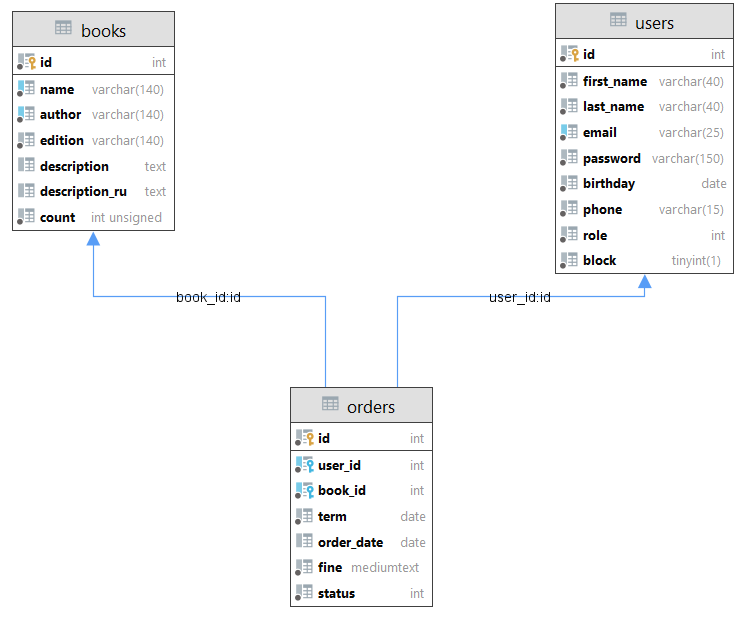 books
id int
name varchar(140)
author varchar(140)
edition varchar(140)
description text
description_ru text
count int unsigned
users
id int
first_name varchar(40)
last_name varchar(40)
email varchar(25)
password varchar(150)
birthday date
phone varchar(15)
role int
block tinyint(1)
book_id:id
user_id:id
orders
id int
user_id int
book_id int
term date
order_date date
fine mediumtext
status int